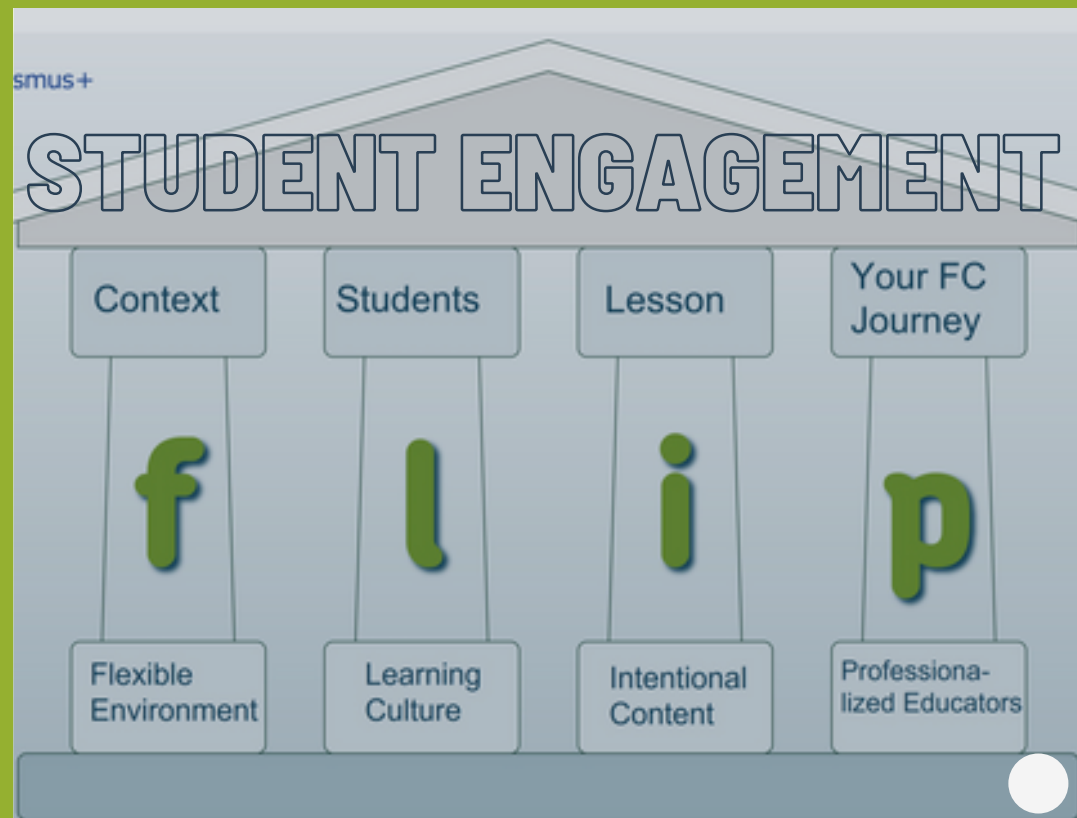 smus+
STUDENT ENGAGEMENT
Context
Students
Lesson
Your FC
Journey
f
l
i
p
Flexible
Environment
Learning
Culture
Intentional
Content
Professiona-
lized Educators